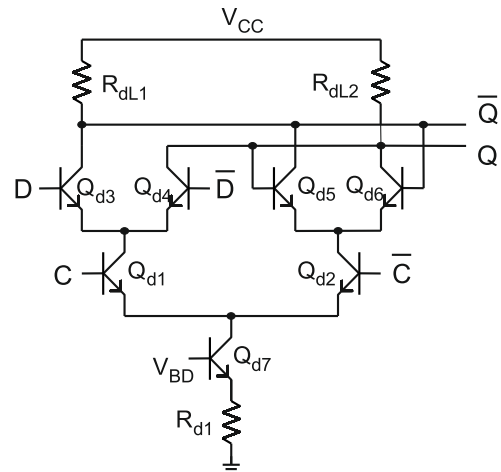 V_CC
R_dL1
R_dL2
Q̅
Q
D
Q_d3
Q_d4
D̅
Q_d5
Q_d6
C
Q_d1
Q_d2
C̅
V_BD
Q_d7
R_d1